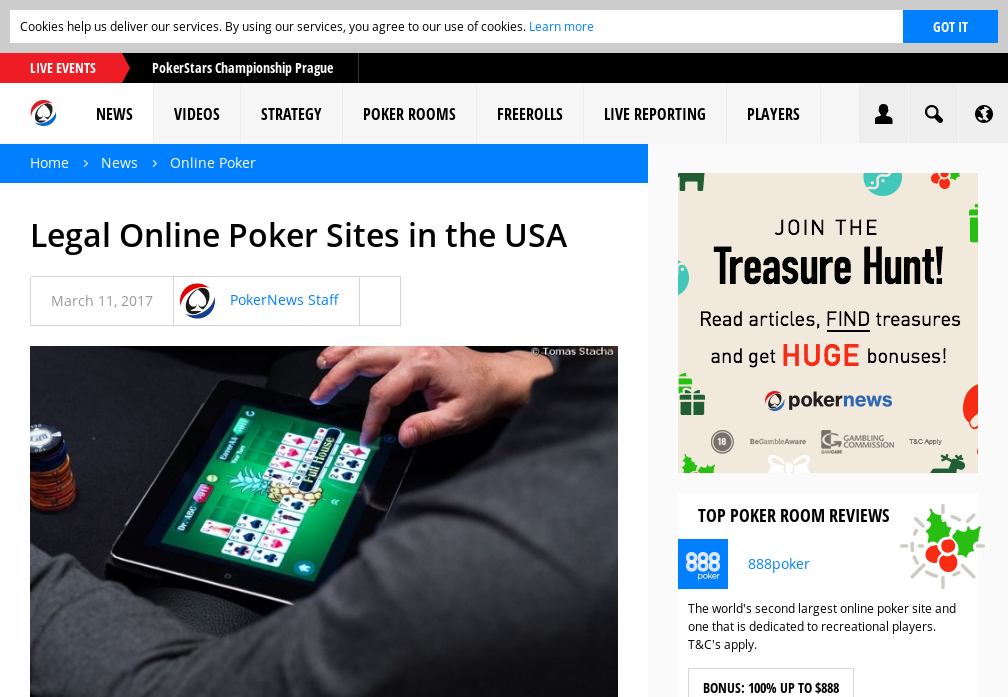 Cookies help us deliver our services. By using our services, you agree to our use of cookies. Learn more
GOT IT
LIVE EVENTS
PokerStars Championship Prague
NEWS
VIDEOS
STRATEGY
POKER ROOMS
FREEROLLS
LIVE REPORTING
PLAYERS
Home
News
Online Poker
Legal Online Poker Sites in the USA
March 11, 2017
PokerNews Staff
© Tomas Stacha
Full House
JOIN THE
Treasure Hunt!
Read articles, FIND treasures
and get HUGE bonuses!
pokernews
18
BeGambleAware
GAMCARE
GAMBLING
COMMISSION
T&C Apply
TOP POKER ROOM REVIEWS
888
poker
888poker
The world's second largest online poker site and
one that is dedicated to recreational players.
T&C's apply.
BONUS: 100% UP TO $888